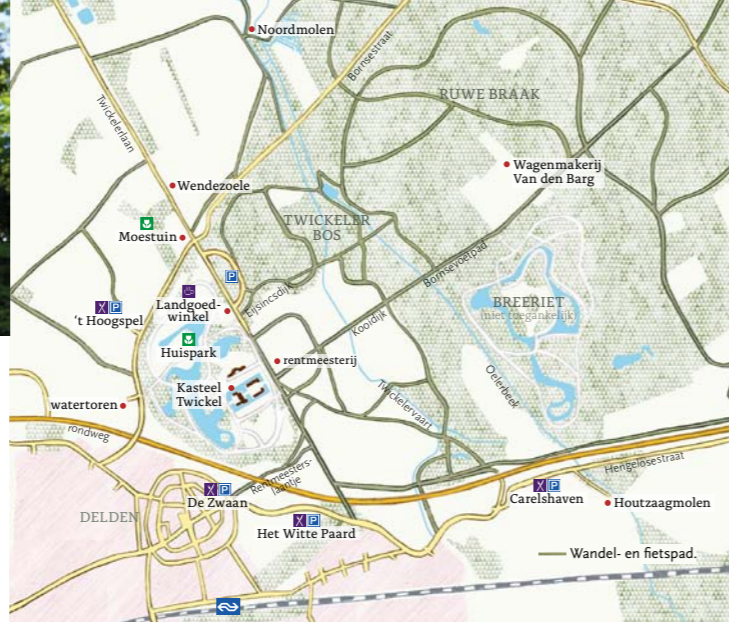 Noordmolen
Bornsestraat
RUWE BRAAK
Twickelerlaan
Wagenmakerij
Van den Barg
Wendezoele
TWICKELER
BOS
Moestuin
P
Bornsevoetpad
Landgoed-
winkel
Eijsincsdijk
BREERIET
(niet toegankelijk)
P
't Hoogspel
Kooidijk
Huispark
rentmeesterij
Oelerbeek
Kasteel
Twickel
Twickelervaart
watertoren
rondweg
Hengelosestraat
Rentmeesters-
laantje
P
De Zwaan
P
Carelshaven
Houtzaagmolen
DELDEN
P
Het Witte Paard
Wandel- en fietspad.